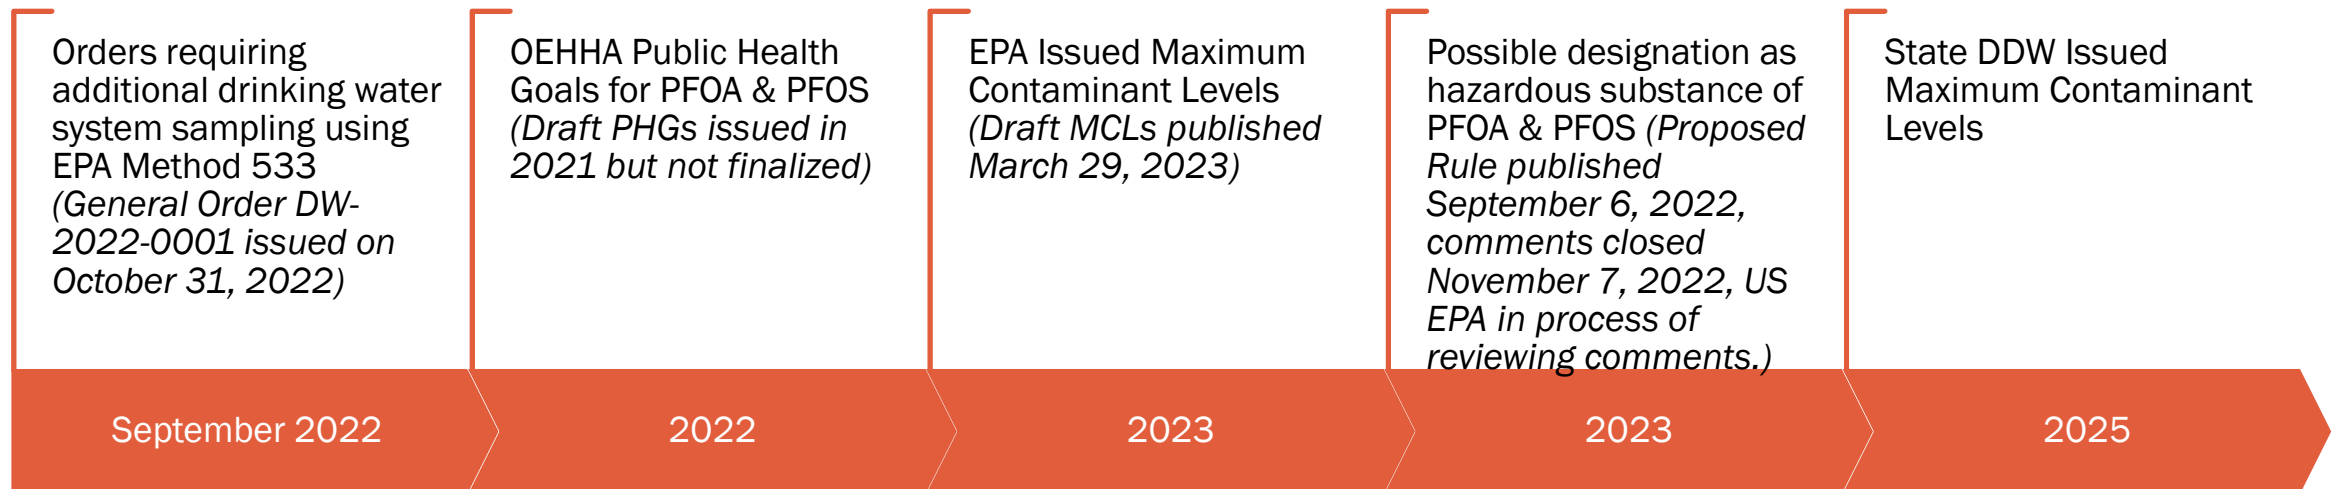 Orders requiring
additional drinking water
system sampling using
EPA Method 533
(General Order DW-
2022-0001 issued on
October 31, 2022)
OEHHA Public Health
Goals for PFOA & PFOS
(Draft PHGs issued in
2021 but not finalized)
EPA Issued Maximum
Contaminant Levels
(Draft MCLs published
March 29, 2023)
Possible designation as
hazardous substance of
PFOA & PFOS (Proposed
Rule published
September 6, 2022,
comments closed
November 7, 2022, US
EPA in process of
reviewing comments.)
State DDW Issued
Maximum Contaminant
Levels
September 2022
2022
2023
2023
2025